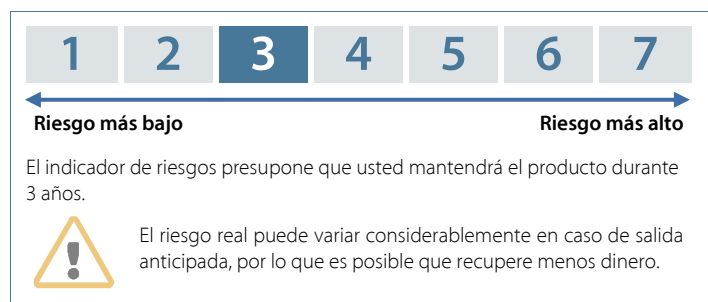 1 2 3 4 5 6 7
Riesgo más bajo Riesgo más alto
El indicador de riesgos presupone que usted mantendrá el producto durante
3 años.
El riesgo real puede variar considerablemente en caso de salida
anticipada, por lo que es posible que recupere menos dinero.